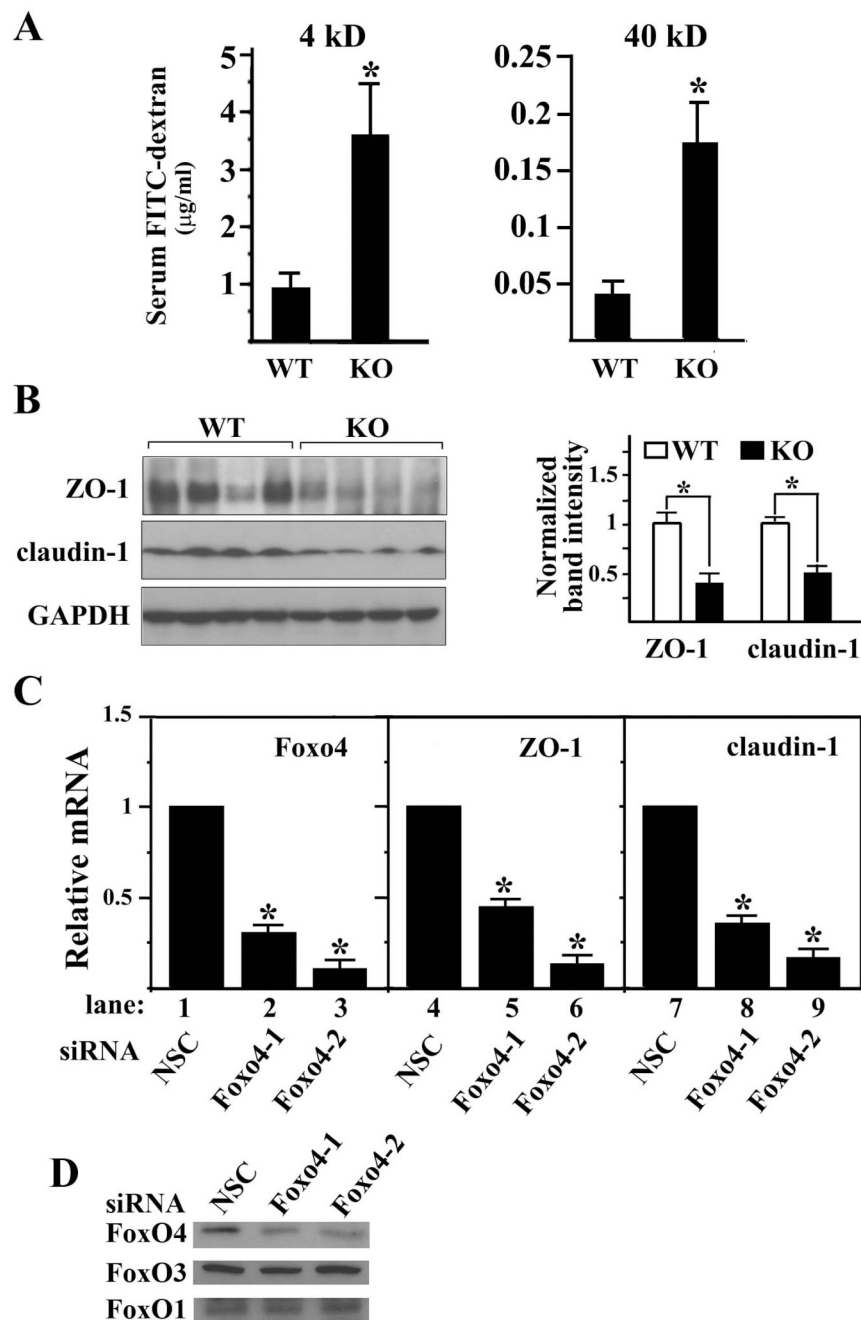 A
4 kD
40 kD
Serum FITC-dextran
(μg/ml)
5
4
3
2
1
*
WT KO
0.25
0.2
0.15
0.10
0.05
*
WT KO
B
WT KO
ZO-1
claudin-1
GAPDH
Normalized
band intensity
1.5
1
0.5
WT KO
* *
ZO-1 claudin-1
C
Relative mRNA
1.5
1
0.5
Foxo4 ZO-1 claudin-1
* * * * * *
lane: 1 2 3 4 5 6 7 8 9
siRNA NSC Foxo4-1 Foxo4-2 NSC Foxo4-1 Foxo4-2 NSC Foxo4-1 Foxo4-2
D
siRNA NSC Foxo4-1 Foxo4-2
FoxO4
FoxO3
FoxO1